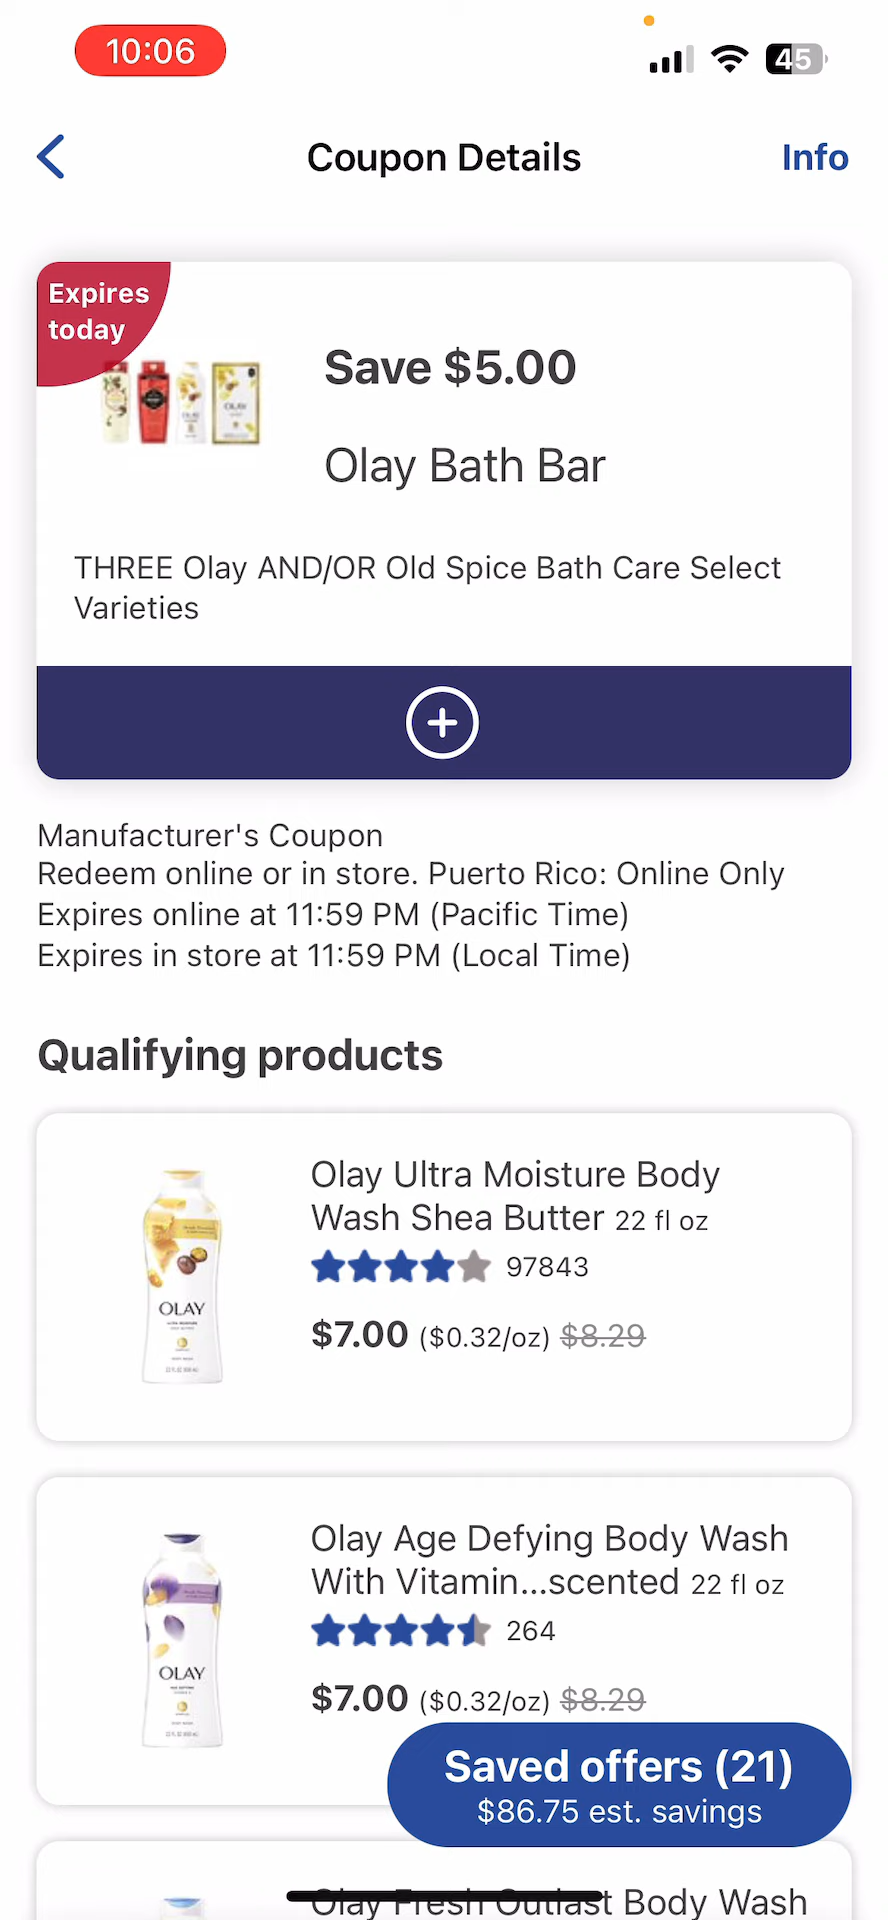 10:06
45
Coupon Details
Info
Expires
today
Save $5.00
Olay Bath Bar
THREE Olay AND/OR Old Spice Bath Care Select
Varieties
Manufacturer's Coupon
Redeem online or in store. Puerto Rico: Online Only
Expires online at 11:59 PM (Pacific Time)
Expires in store at 11:59 PM (Local Time)
Qualifying products
OLAY
Olay Ultra Moisture Body
Wash Shea Butter 22 fl oz
97843
$7.00 ($0.32/oz) $8.29
OLAY
Olay Age Defying Body Wash
With Vitamin...scented 22 fl oz
264
$7.00 ($0.32/oz) $8.29
Saved offers (21)
$86.75 est. savings
Olay Fresh Outlast Body Wash